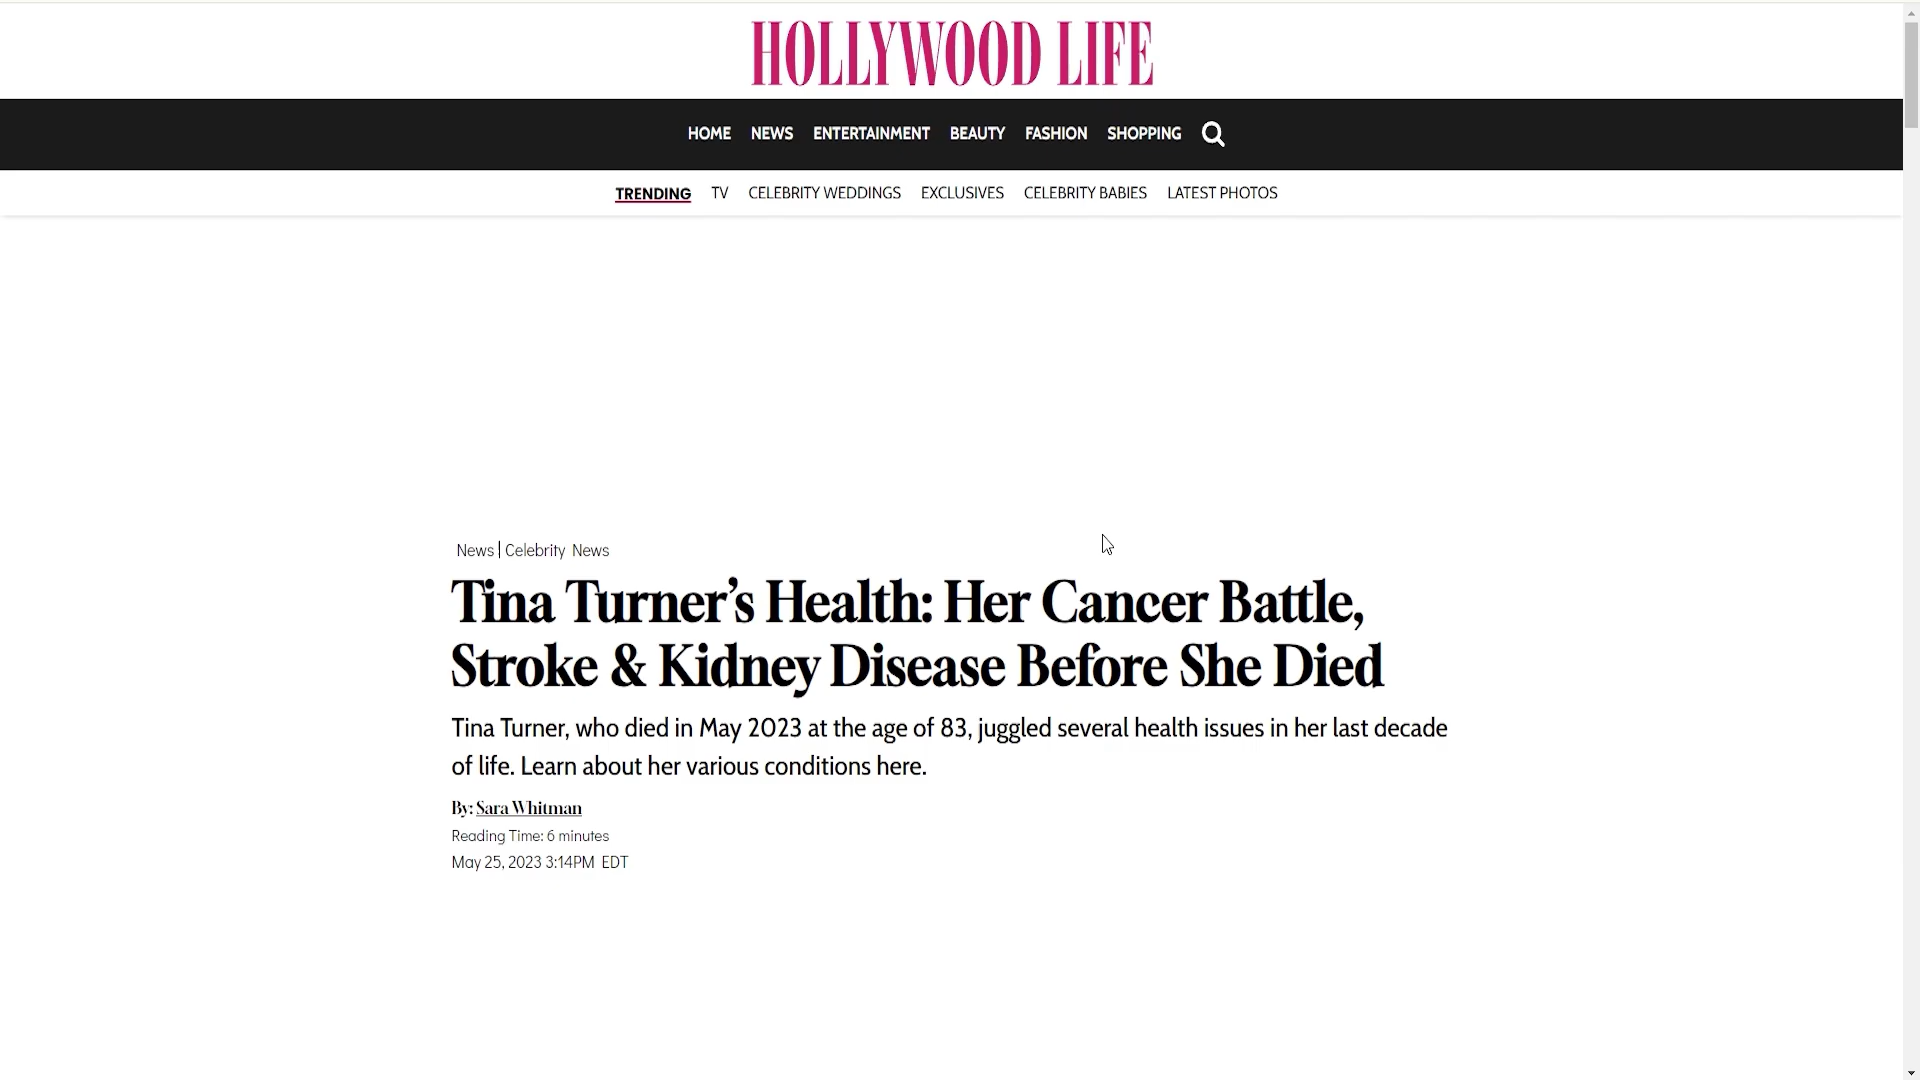 HOLLYWOOD LIFE
HOME NEWS ENTERTAINMENT BEAUTY FASHION SHOPPING
TRENDING TV CELEBRITY WEDDINGS EXCLUSIVES CELEBRITY BABIES LATEST PHOTOS
News | Celebrity News
Tina Turner’s Health: Her Cancer Battle,
Stroke & Kidney Disease Before She Died
Tina Turner, who died in May 2023 at the age of 83, juggled several health issues in her last decade
of life. Learn about her various conditions here.
By: Sara Whitman
Reading Time: 6 minutes
May 25, 2023 3:14PM EDT